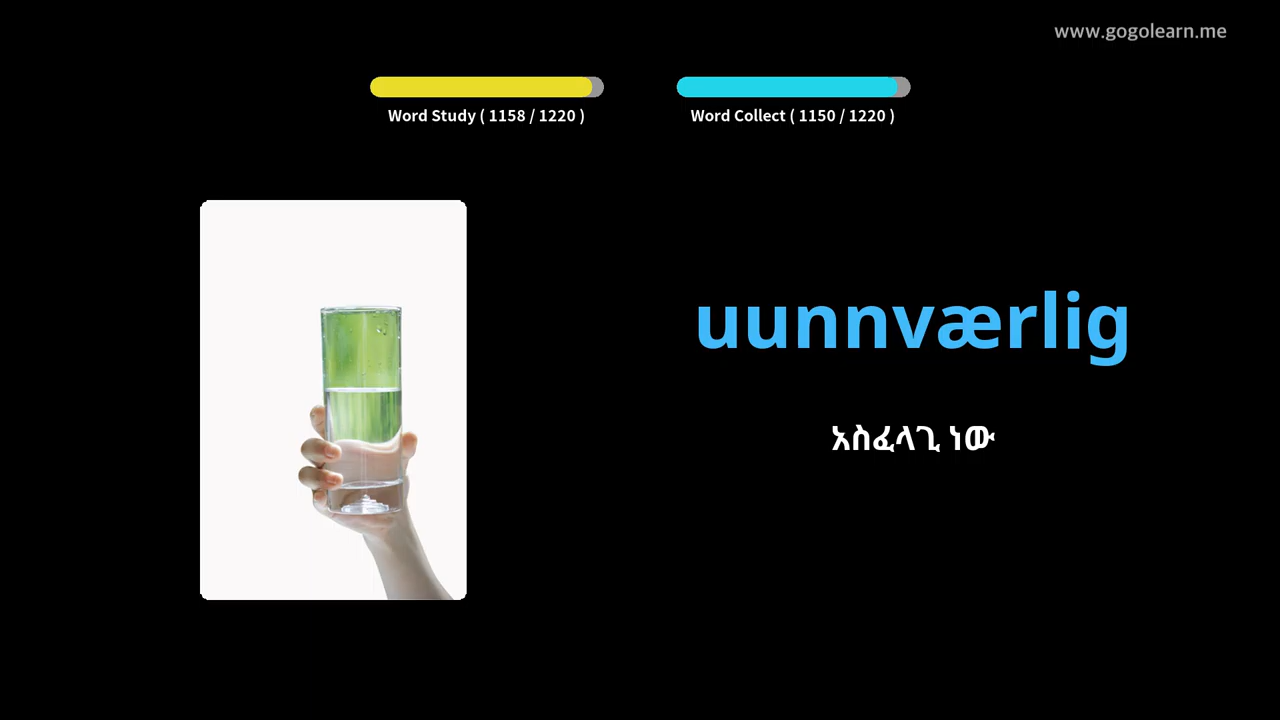 www.gogolearn.me
Word Study ( 1158 / 1220 )
Word Collect ( 1150 / 1220 )
uunnværlig
አስፈላጊ ነው